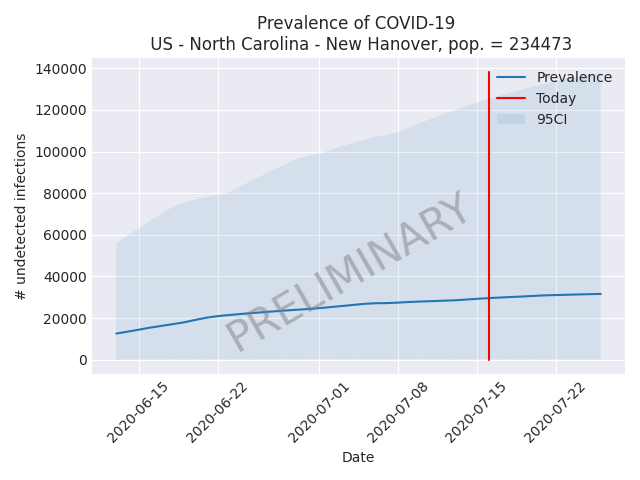 Prevalence of COVID-19
US - North Carolina - New Hanover, pop. = 234473
140000
120000
100000
80000
60000
40000
20000
0
# undetected infections
Prevalence
Today
95CI
PRELIMINARY
2020-06-15
2020-06-22
2020-07-01
2020-07-08
2020-07-15
2020-07-22
Date